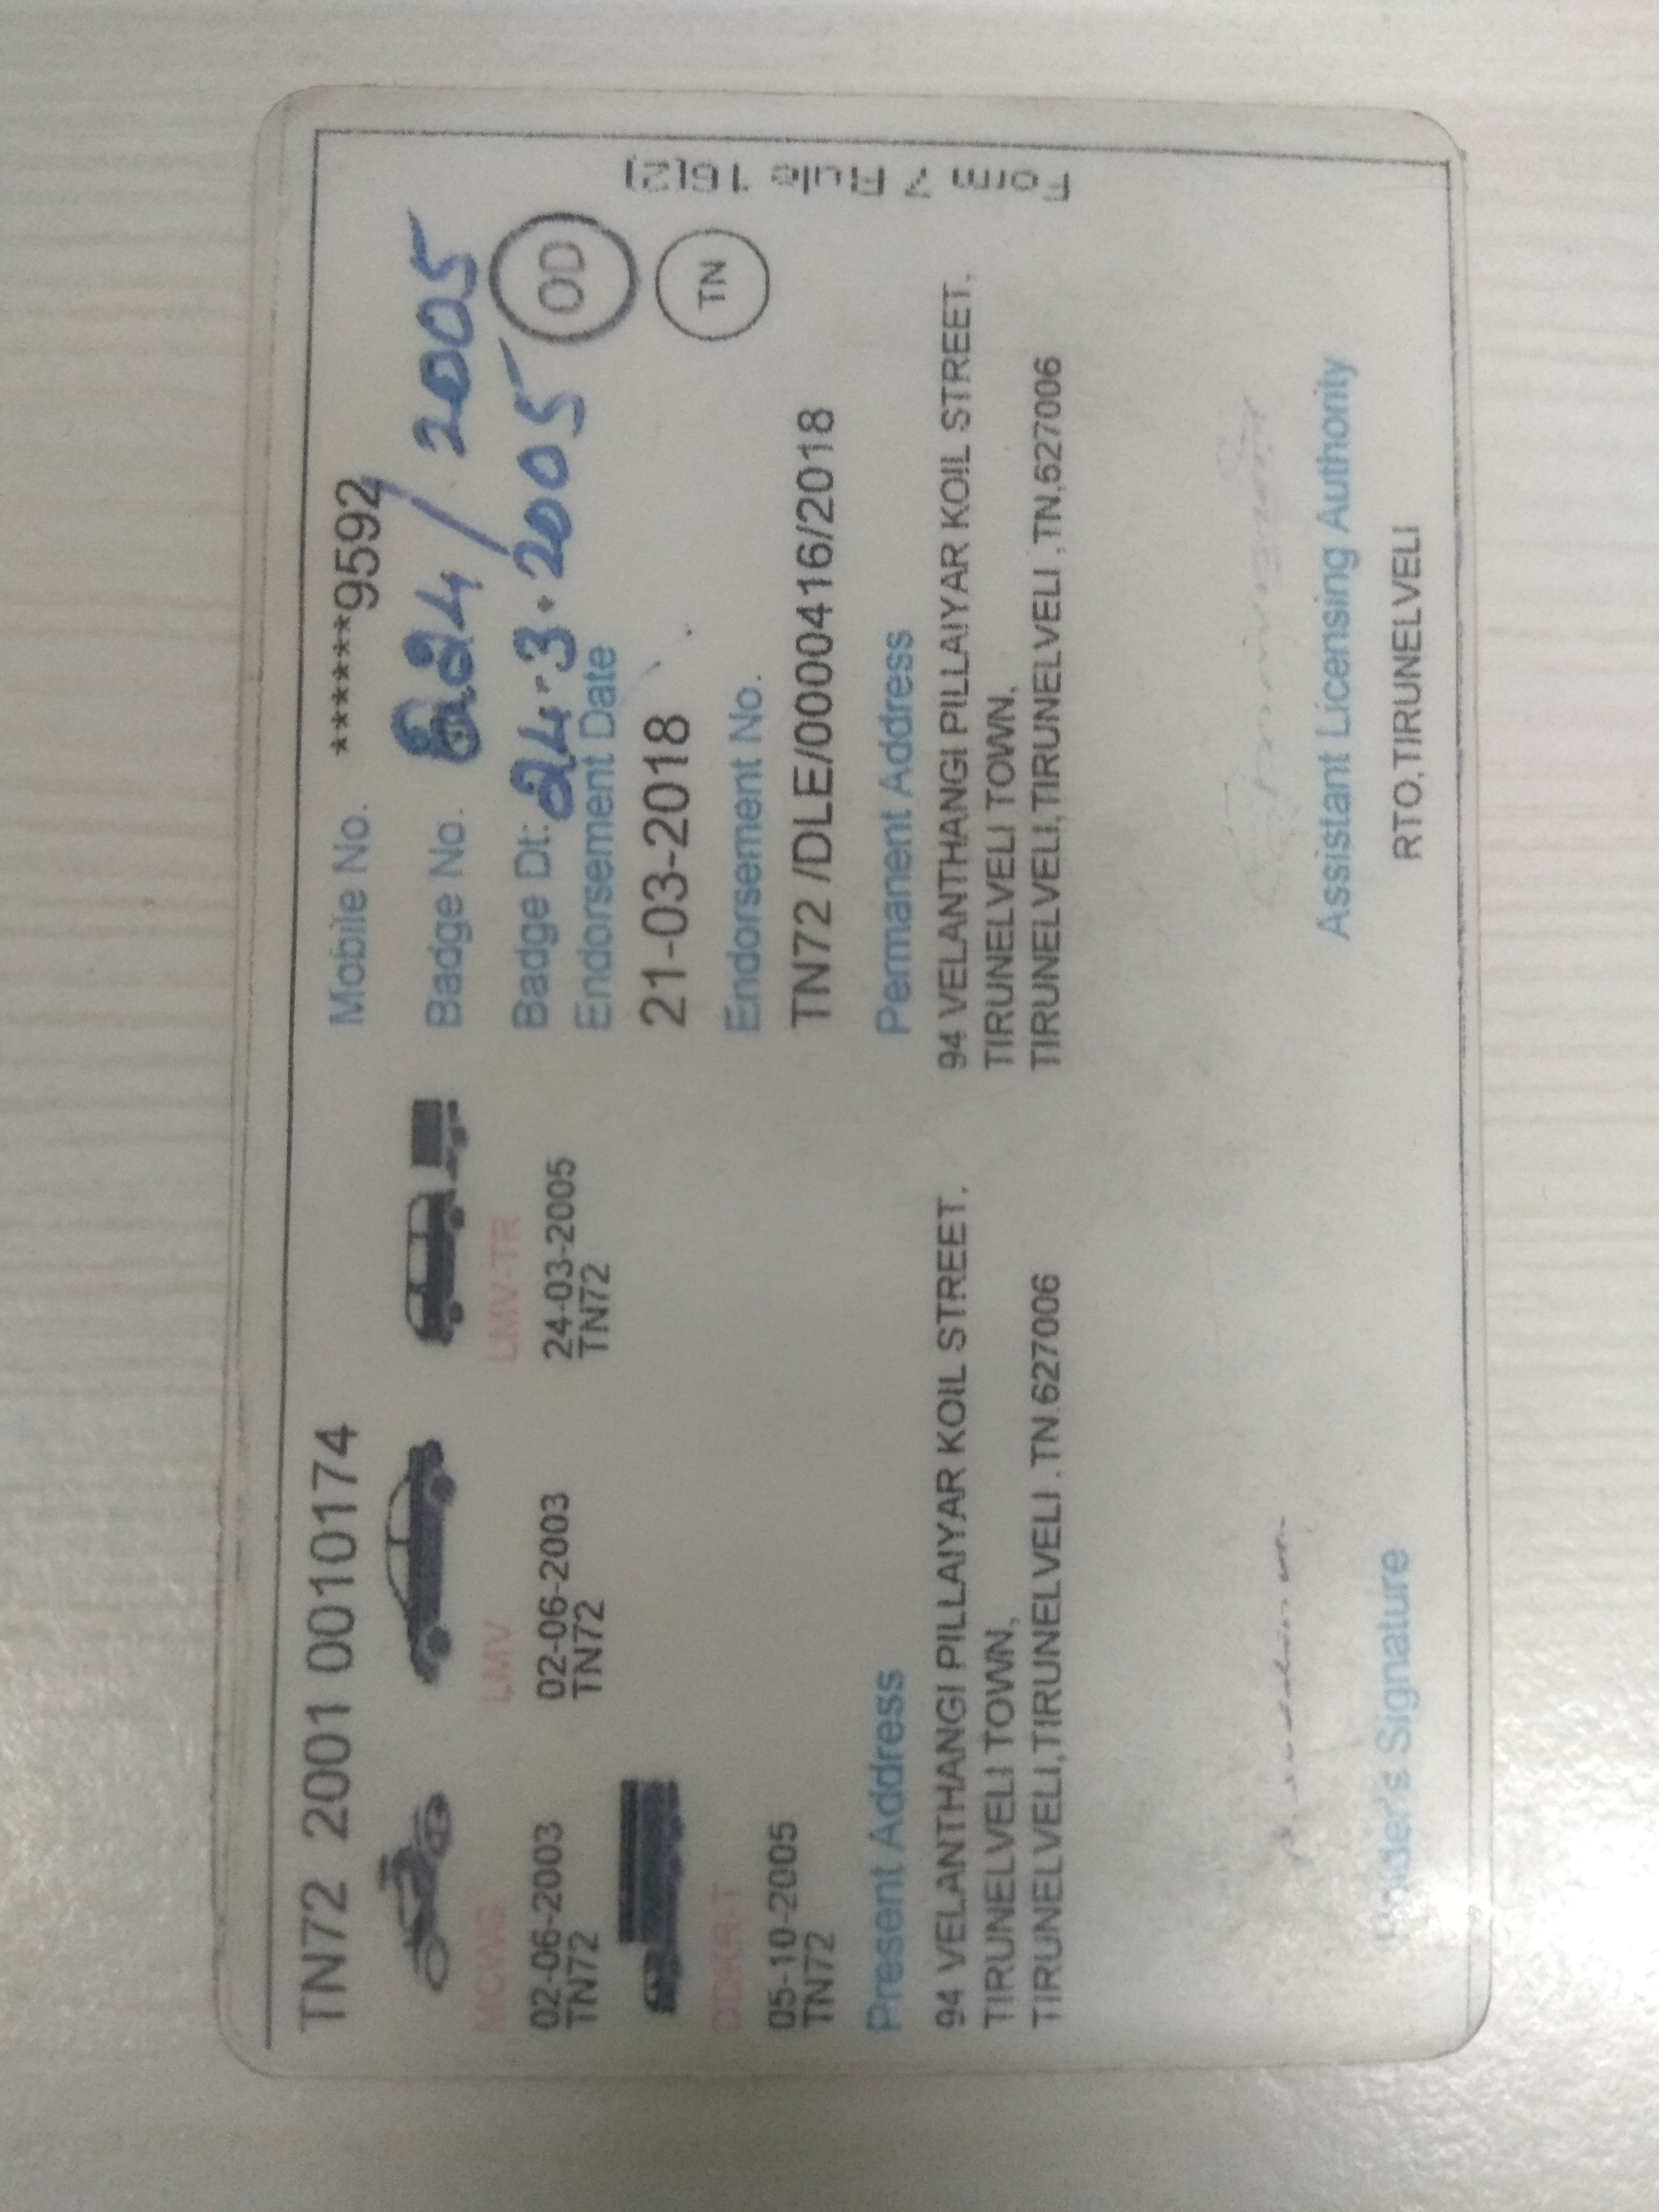 TN72 2001 0010174
Mobile No. ******9592
MCWG LMV LMV-TR
Badge No. /2005
02-06-2003 02-06-2003 24-03-2005
TN72 TN72 TN72
Badge Dt: 24.3.2005
OD
Endorsement Date
21-03-2018
TN
Endorsement No.
05-10-2005
TN72
TN72 /DLE/000416/2018
Form 7 Rule 16(2)
Present Address
94 VELANTHANGI PILLAIYAR KOIL STREET.
TIRUNELVELI TOWN,
TIRUNELVELI,TIRUNELVELI .TN.627006
Permanent Address
94 VELANTHANGI PILLAIYAR KOIL STREET.
TIRUNELVELI TOWN,
TIRUNELVELI,TIRUNELVELI .TN.627006
Holder's Signature
Assistant Licensing Authority
RTO,TIRUNELVELI